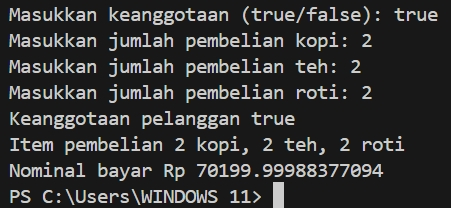 Masukkan keanggotaan (true/false): true
Masukkan jumlah pembelian kopi: 2
Masukkan jumlah pembelian teh: 2
Masukkan jumlah pembelian roti: 2
Keanggotaan pelanggan true
Item pembelian 2 kopi, 2 teh, 2 roti
Nominal bayar Rp 70199.99988377094
PS C:\Users\WINDOWS 11>